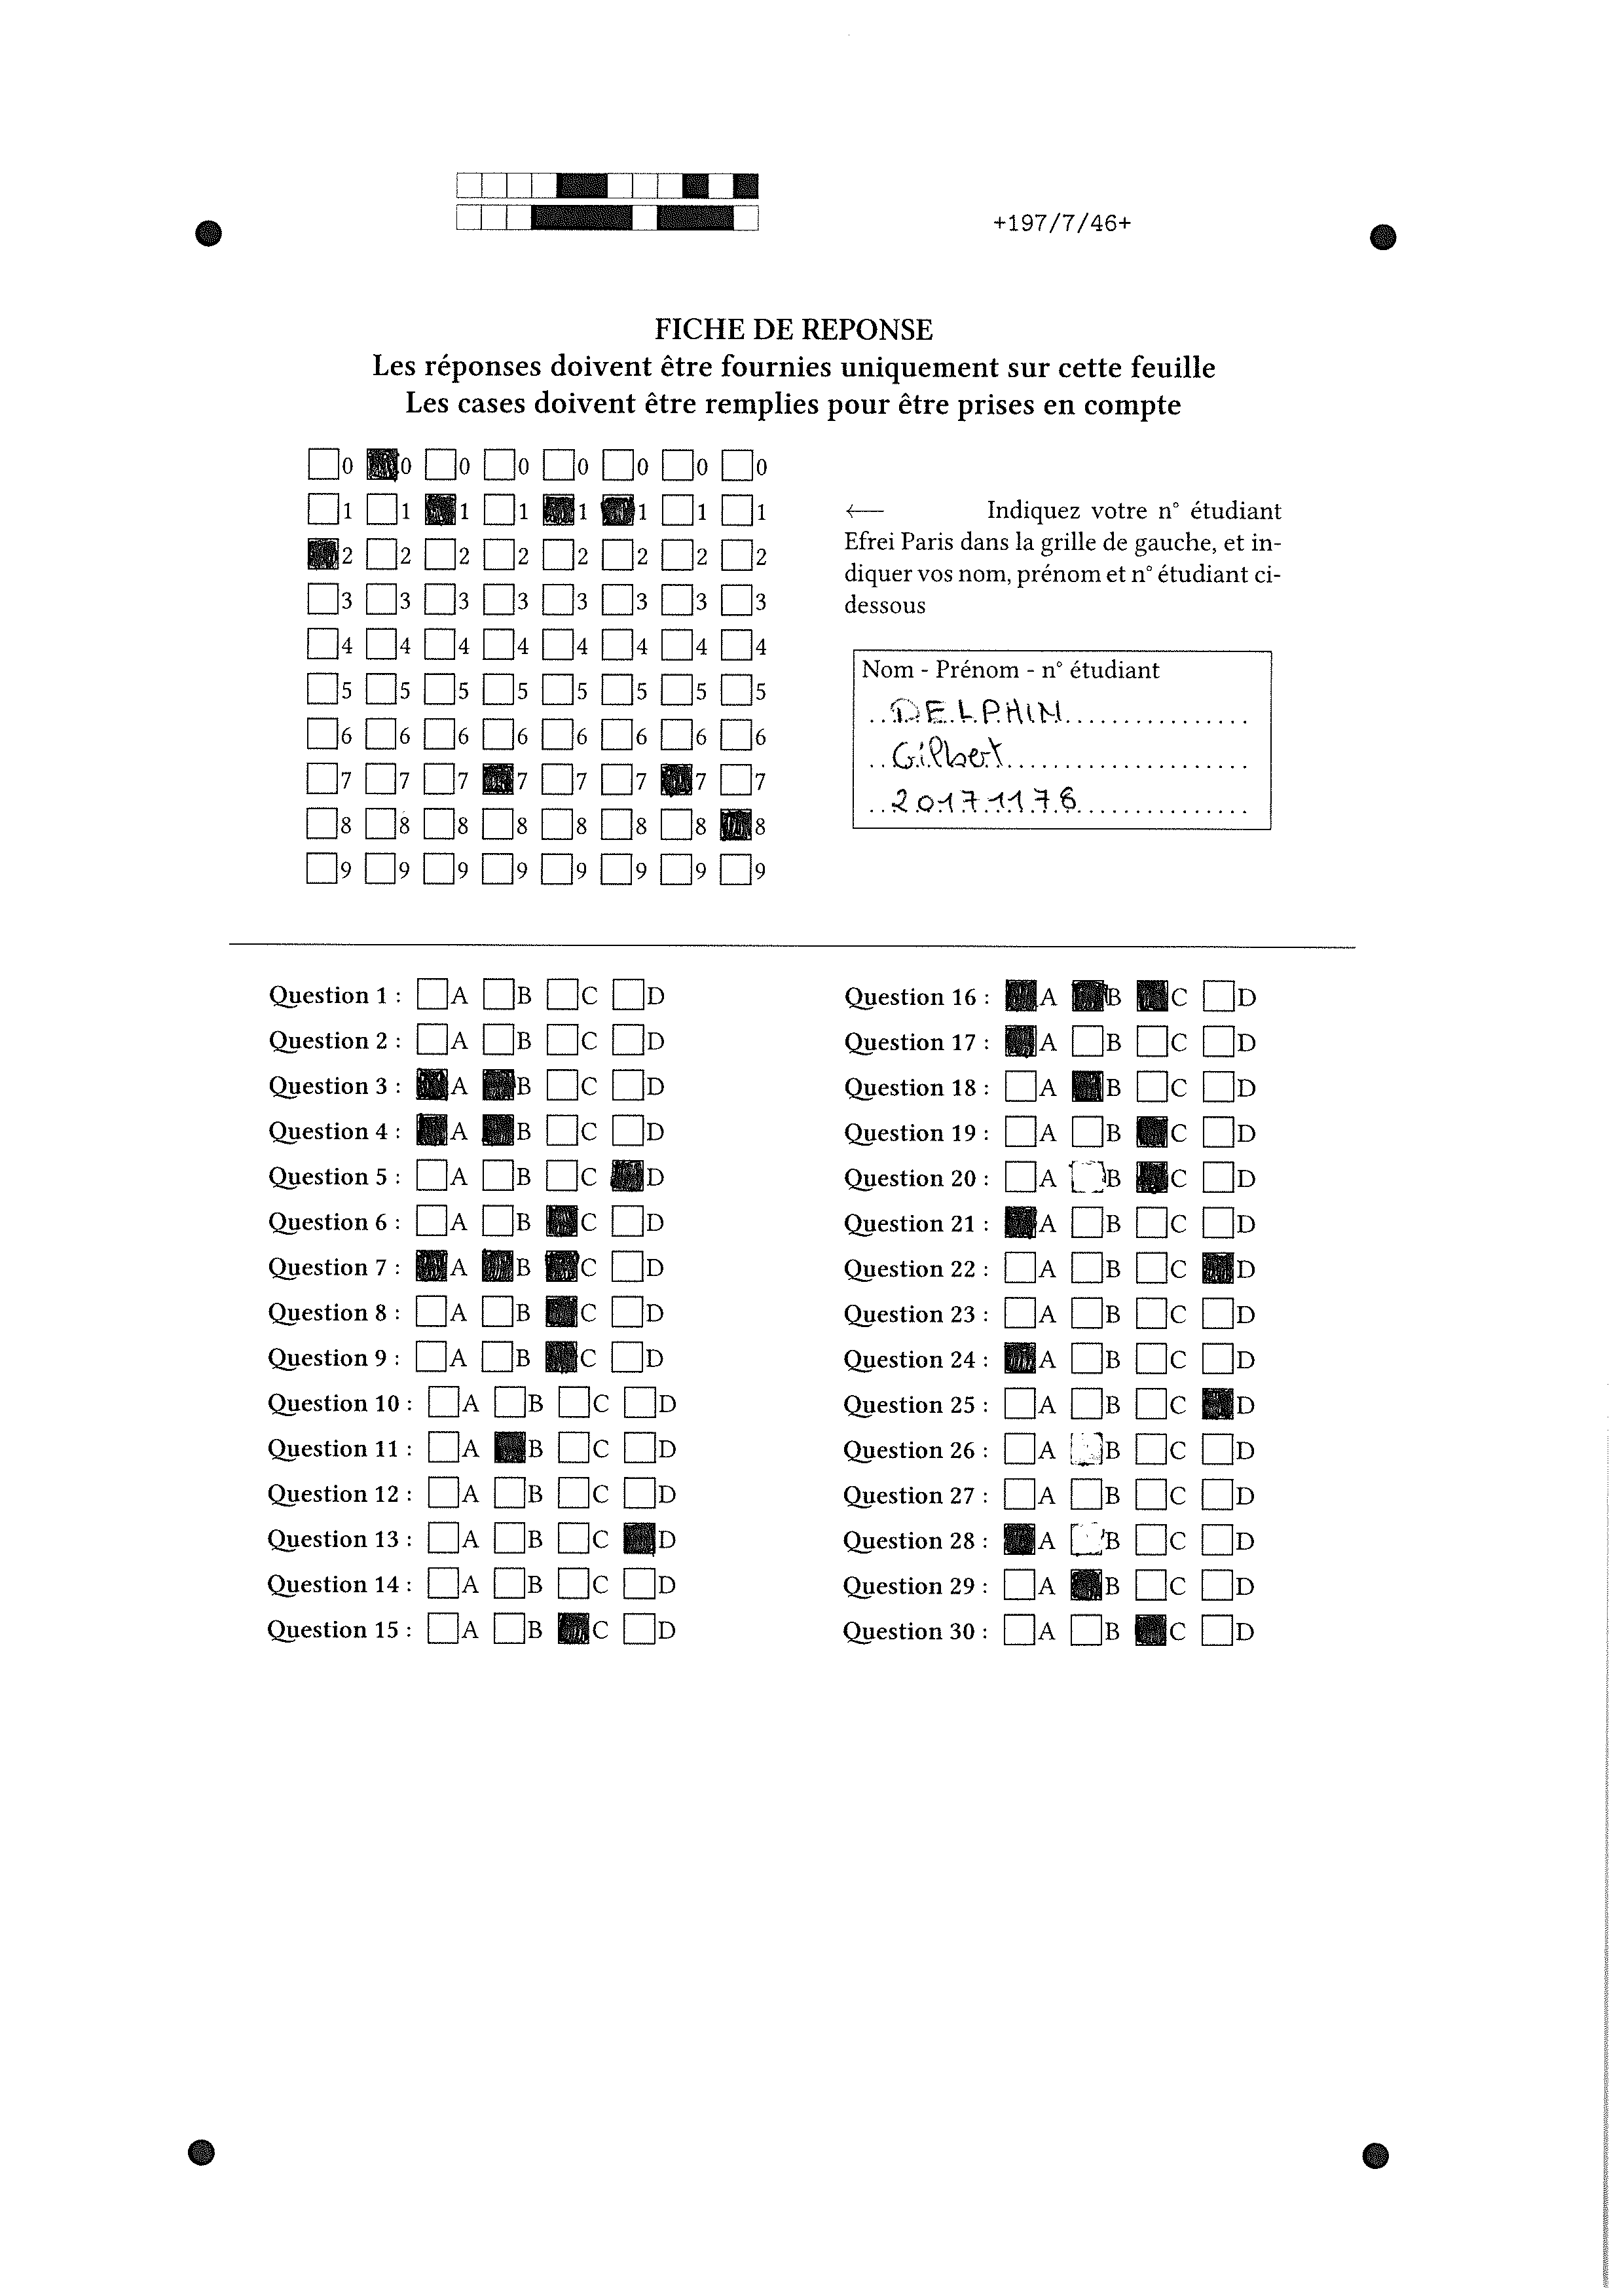 +197/7/46+
FICHE DE REPONSE
Les réponses doivent être fournies uniquement sur cette feuille
Les cases doivent être remplies pour être prises en compte
0 0 0 0 0 0 0 0
1 1 1 1 1 1 1 1
2 2 2 2 2 2 2 2
3 3 3 3 3 3 3 3
4 4 4 4 4 4 4 4
5 5 5 5 5 5 5 5
6 6 6 6 6 6 6 6
7 7 7 7 7 7 7 7
8 8 8 8 8 8 8 8
9 9 9 9 9 9 9 9
← Indiquez votre n° étudiant
Efrei Paris dans la grille de gauche, et in-
diquer vos nom, prénom et n° étudiant ci-
dessous
Nom - Prénom - n° étudiant
DELPHIN
Gilbert
20171178
Question 1 : A B C D
Question 2 : A B C D
Question 3 : A B C D
Question 4 : A B C D
Question 5 : A B C D
Question 6 : A B C D
Question 7 : A B C D
Question 8 : A B C D
Question 9 : A B C D
Question 10 : A B C D
Question 11 : A B C D
Question 12 : A B C D
Question 13 : A B C D
Question 14 : A B C D
Question 15 : A B C D
Question 16 : A B C D
Question 17 : A B C D
Question 18 : A B C D
Question 19 : A B C D
Question 20 : A B C D
Question 21 : A B C D
Question 22 : A B C D
Question 23 : A B C D
Question 24 : A B C D
Question 25 : A B C D
Question 26 : A B C D
Question 27 : A B C D
Question 28 : A B C D
Question 29 : A B C D
Question 30 : A B C D